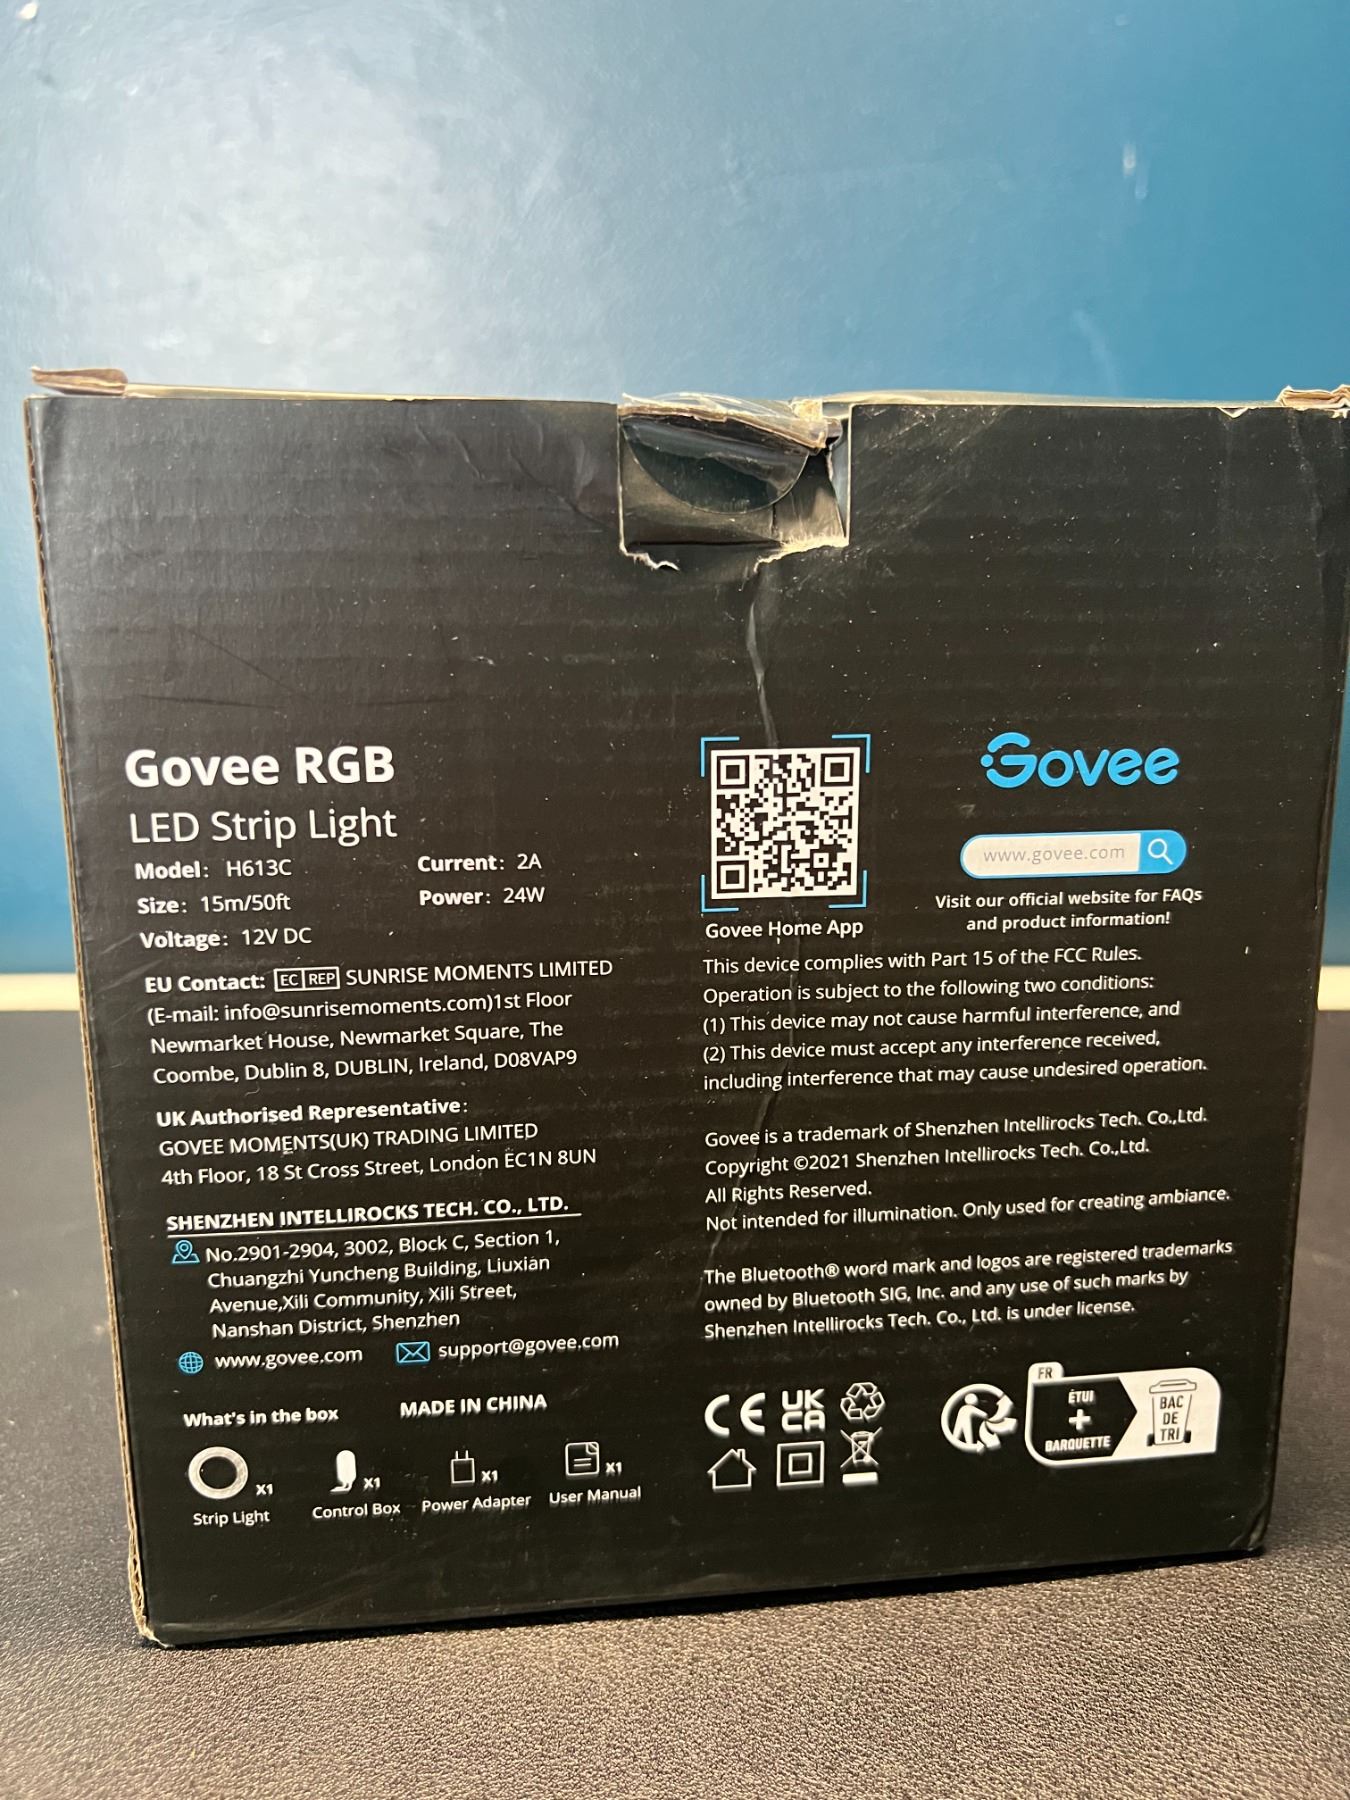 Govee RGB
LED Strip Light
Model: H613C
Current: 2A
Size: 15m/50ft
Power: 24W
Voltage: 12V DC
EU Contact: EC REP SUNRISE MOMENTS LIMITED
(E-mail: info@sunrisemoments.com)1st Floor
Newmarket House, Newmarket Square, The
Coombe, Dublin 8, DUBLIN, Ireland, D08VAP9
UK Authorised Representative:
GOVEE MOMENTS(UK) TRADING LIMITED
4th Floor, 18 St Cross Street, London EC1N 8UN
SHENZHEN INTELLIROCKS TECH. CO., LTD.
No.2901-2904, 3002, Block C, Section 1,
Chuangzhi Yuncheng Building, Liuxian
Avenue,Xili Community, Xili Street,
Nanshan District, Shenzhen
www.govee.com
support@govee.com
What's in the box
MADE IN CHINA
X1
X1
X1
X1
Strip Light
Control Box
Power Adapter
User Manual
Govee Home App
Govee
www.govee.com
Visit our official website for FAQs
and product information!
This device complies with Part 15 of the FCC Rules.
Operation is subject to the following two conditions:
(1) This device may not cause harmful interference, and
(2) This device must accept any interference received,
including interference that may cause undesired operation.
Govee is a trademark of Shenzhen Intellirocks Tech. Co.,Ltd.
Copyright ©2021 Shenzhen Intellirocks Tech. Co.,Ltd.
All Rights Reserved.
Not intended for illumination. Only used for creating ambiance.
The Bluetooth® word mark and logos are registered trademarks
owned by Bluetooth SIG, Inc. and any use of such marks by
Shenzhen Intellirocks Tech. Co., Ltd. is under license.
CE
UK
CA
FR
ÉTUI
+
BARQUETTE
BAC
DE
TRI